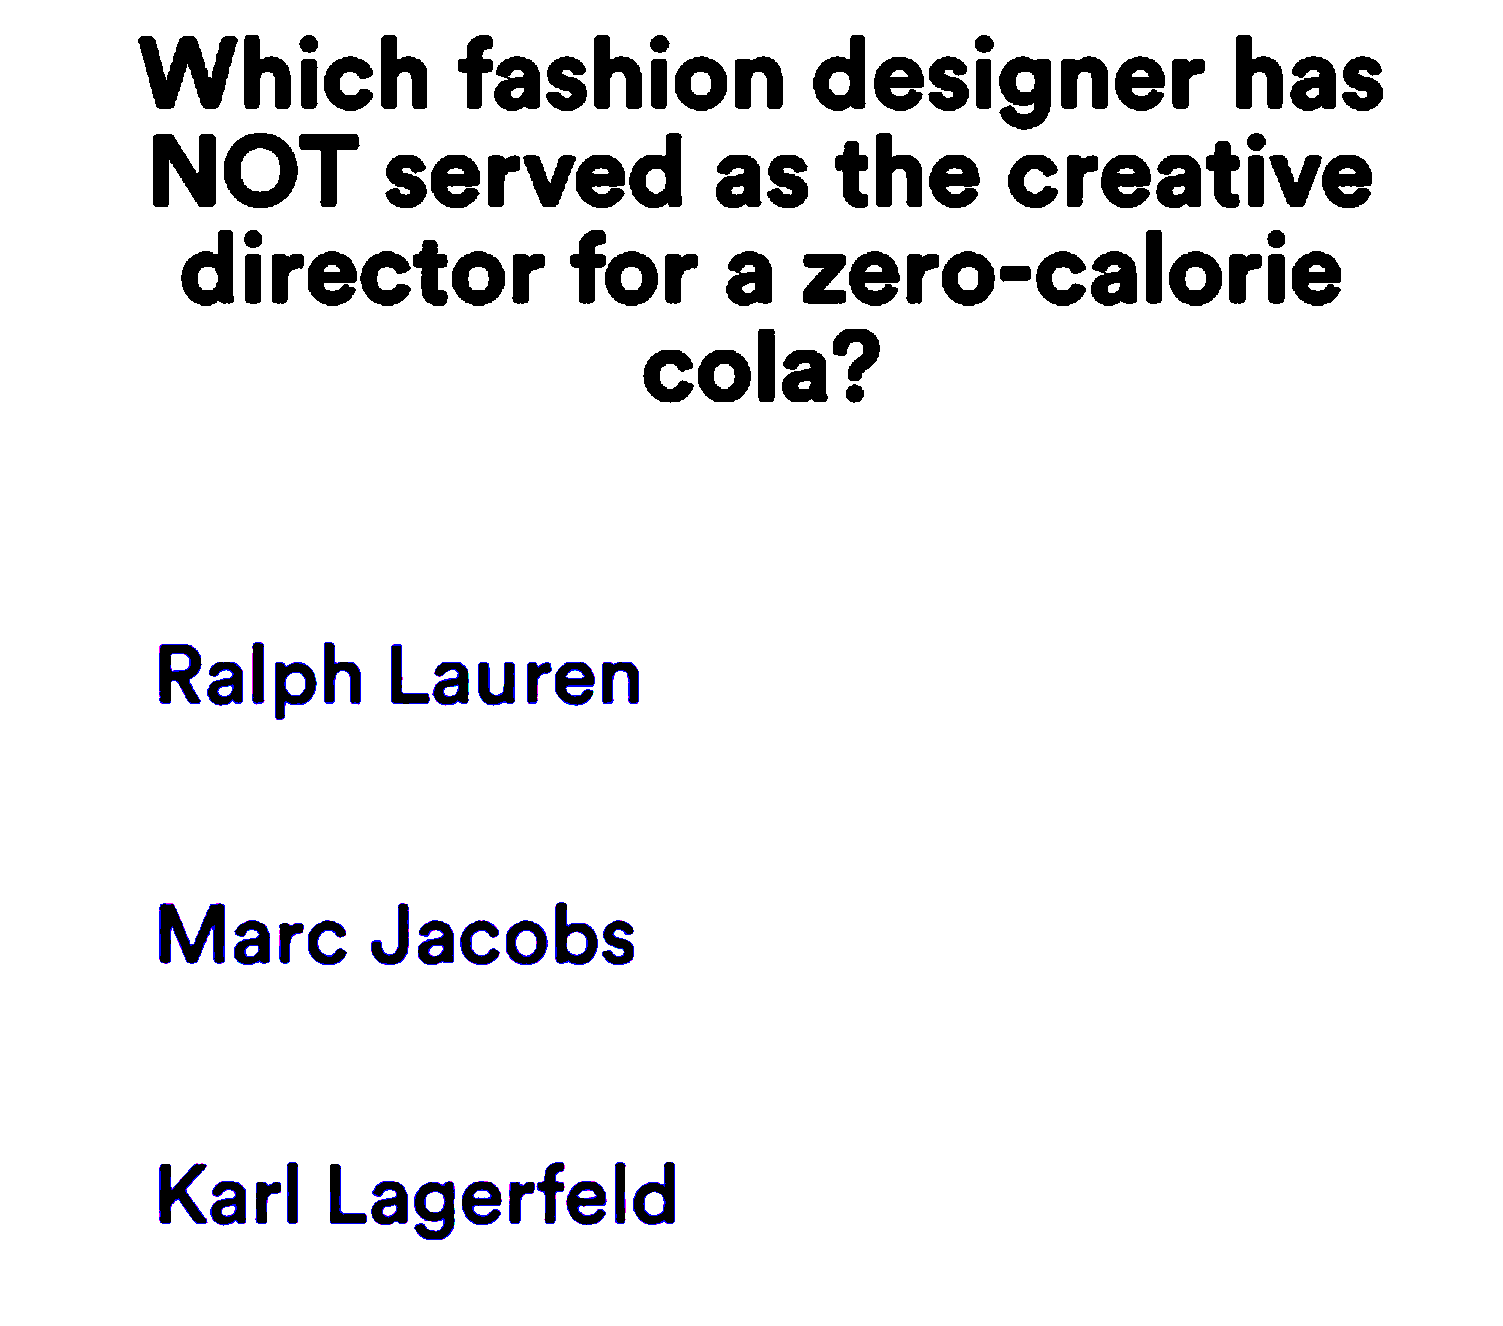 Which fashion designer has
NOT served as the creative
director for a zero-calorie
cola?
Ralph Lauren
Marc Jacobs
Karl Lagerfeld